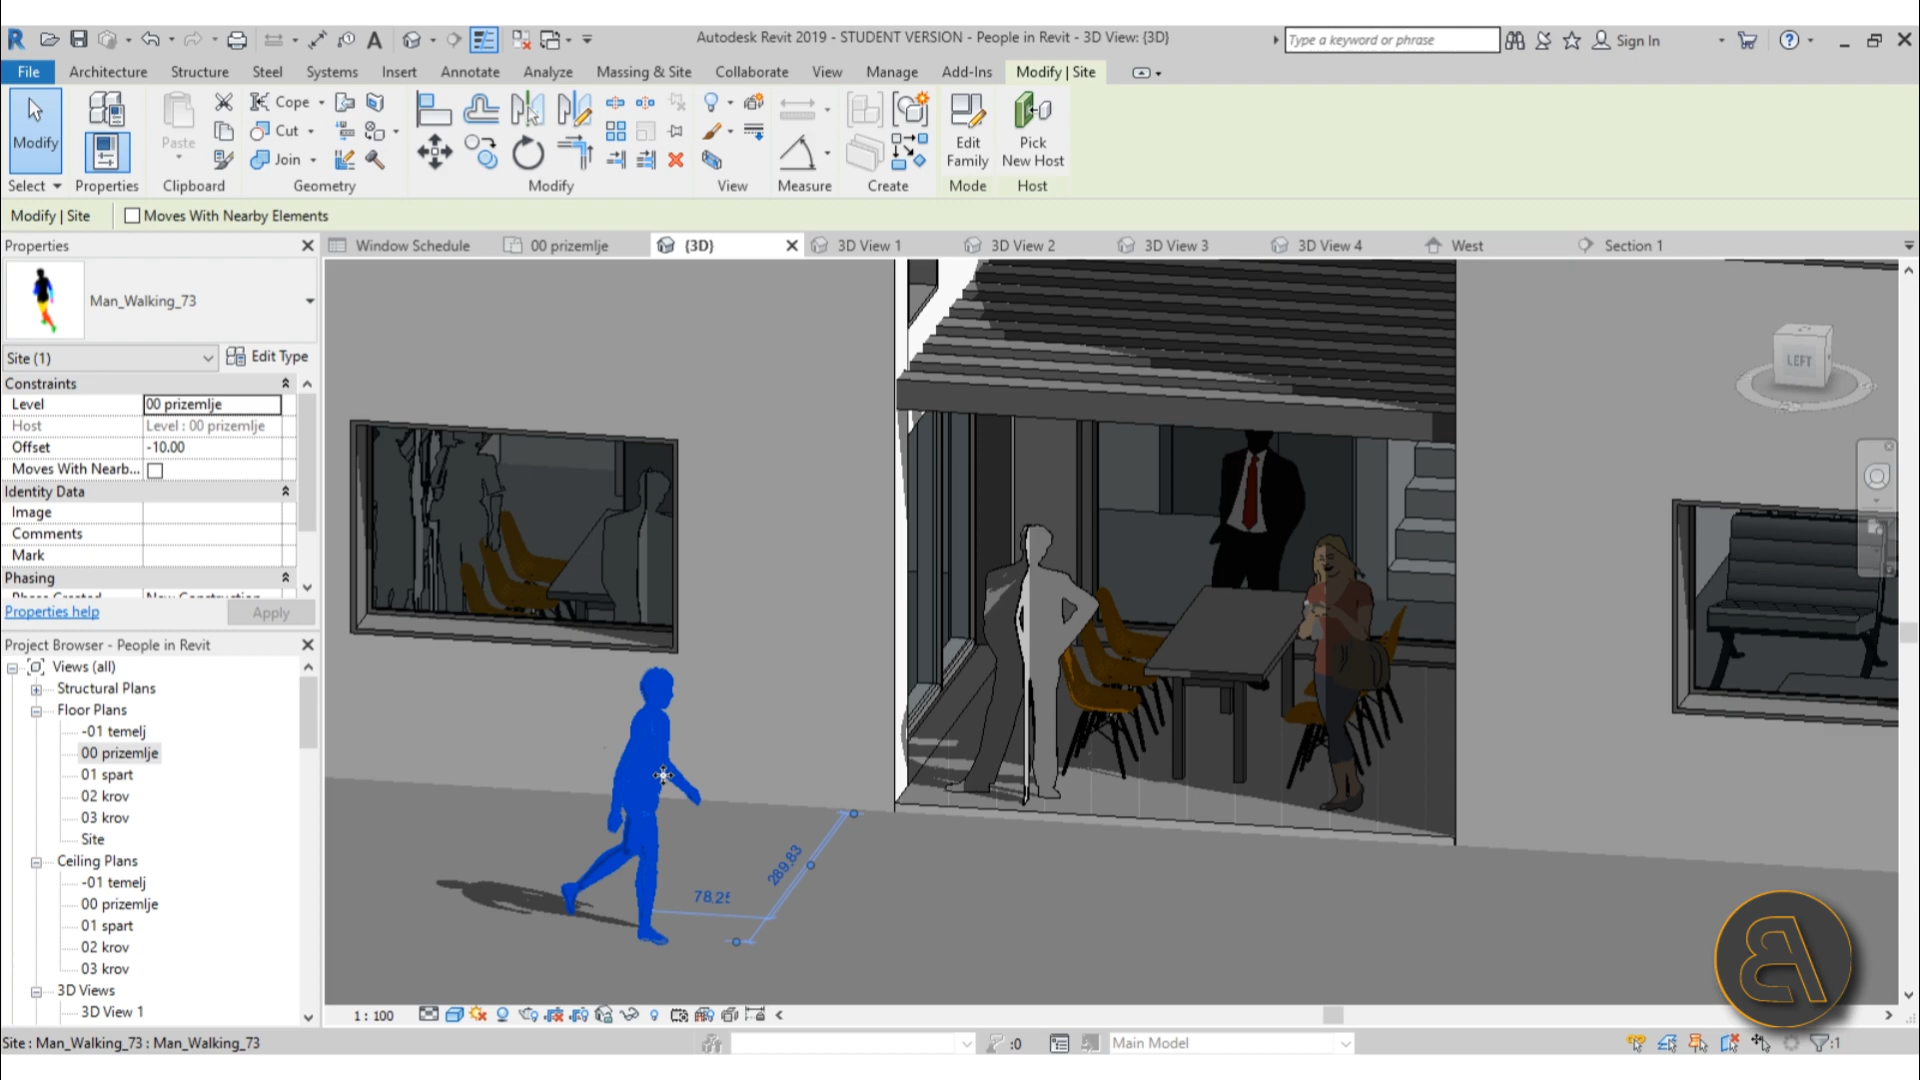 Autodesk Revit 2019 - STUDENT VERSION - People in Revit - 3D View: {3D}
Type a keyword or phrase
Sign In
File Architecture Structure Steel Systems Insert Annotate Analyze Massing & Site Collaborate View Manage Add-Ins Modify | Site
Modify
Paste
Cope
Cut
Join
Edit Family
Pick New Host
Select Properties Clipboard Geometry Modify View Measure Create Mode Host
Modify | Site Moves With Nearby Elements
Properties
Window Schedule 00 prizemlje {3D} 3D View 1 3D View 2 3D View 3 3D View 4 West Section 1
Man_Walking_73
Site (1) Edit Type
Constraints
Level 00 prizemlje
Host Level : 00 prizemlje
Offset -10.00
Moves With Nearb...
Identity Data
Image
Comments
Mark
Phasing
Properties help Apply
Project Browser - People in Revit
Views (all)
Structural Plans
Floor Plans
-01 temelj
00 prizemlje
01 spart
02 krov
03 krov
Site
Ceiling Plans
-01 temelj
00 prizemlje
01 spart
02 krov
03 krov
3D Views
3D View 1
LEFT
289.83
1 : 100
Site : Man_Walking_73 : Man_Walking_73
:0
Main Model
:1